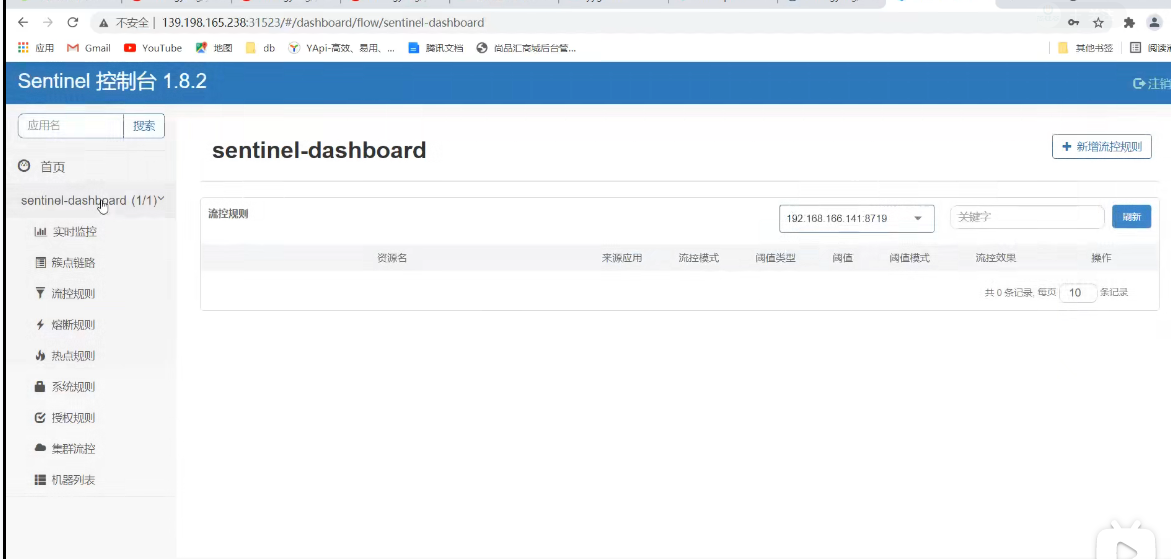 不安全 | 139.198.165.238:31523/#/dashboard/flow/sentinel-dashboard
应用 Gmail YouTube 地图 db YApi-高效、易用、... 腾讯文档 尚品汇商城后台管... 其他书签
Sentinel 控制台 1.8.2 注销
应用名 搜索
首页
sentinel-dashboard (1/1)
实时监控
簇点链路
流控规则
熔断规则
热点规则
系统规则
授权规则
集群流控
机器列表
sentinel-dashboard
+ 新增流控规则
流控规则 192.168.166.141:8719 关键字 刷新
资源名 来源应用 流控模式 阈值类型 阈值 阈值模式 流控效果 操作
共 0 条记录, 每页 10 条记录